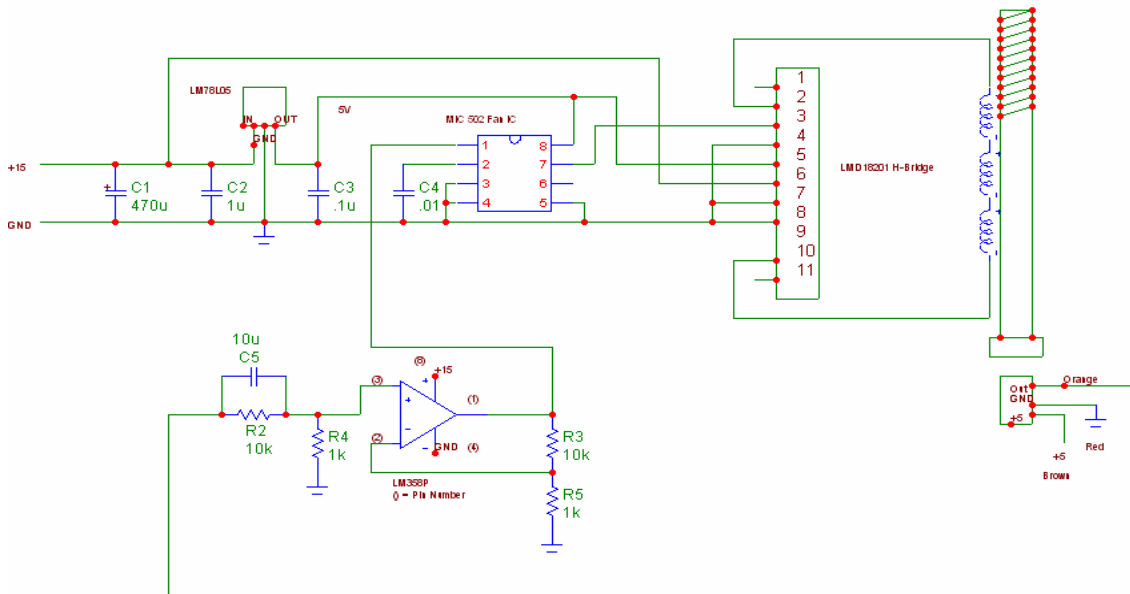 LM78L05
IN OUT
GND
5V
+15
GND
+ C1
470u
C2
1u
C3
.1u
C4
.01
MIC 502 Fan IC
1 8
2 7
3 6
4 5
1
2
3
4
5
6
7
8
9
10
11
LMD18201 H-Bridge
10u
C5
R2
10k
R4
1k
(3)
(2)
(8)
+15
(1)
GND (4)
LM358P
() = Pin Number
R3
10k
R5
1k
Out
GND
+5
Orange
Red
+5
Brown